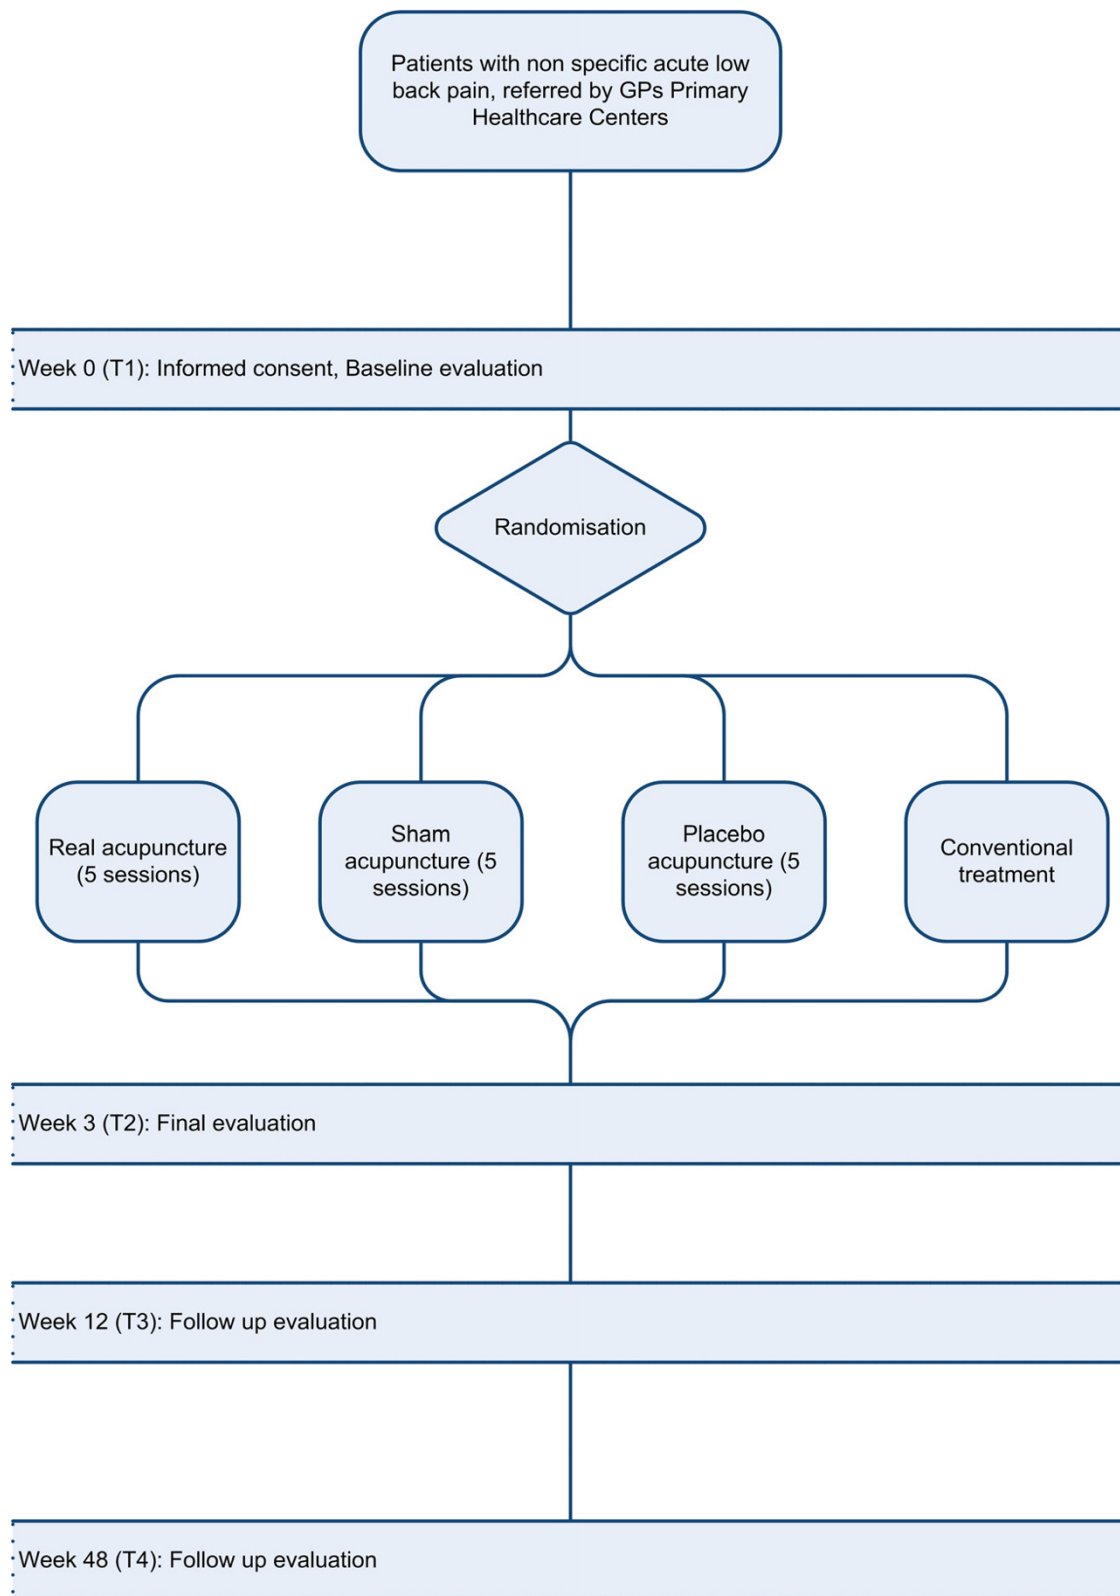 Patients with non specific acute low
back pain, referred by GPs Primary
Healthcare Centers
Week 0 (T1): Informed consent, Baseline evaluation
Randomisation
Real acupuncture
(5 sessions)
Sham
acupuncture (5
sessions)
Placebo
acupuncture (5
sessions)
Conventional
treatment
Week 3 (T2): Final evaluation
Week 12 (T3): Follow up evaluation
Week 48 (T4): Follow up evaluation